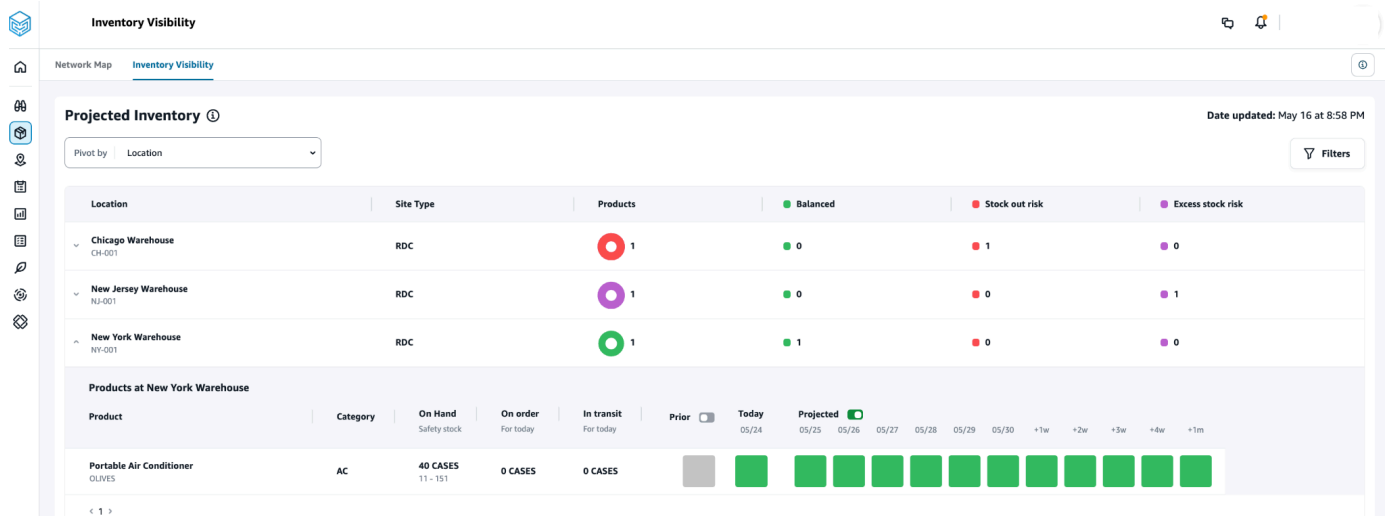 Inventory Visibility
Network Map Inventory Visibility
Projected Inventory
Date updated: May 16 at 8:58 PM
Pivot by Location
Filters
Location Site Type Products Balanced Stock out risk Excess stock risk
Chicago Warehouse RDC 1 0 1 0
CH-001
New Jersey Warehouse RDC 1 0 0 1
NJ-001
New York Warehouse RDC 1 1 0 0
NY-001
Products at New York Warehouse
Product Category On Hand On order In transit Prior Today Projected
Safety stock For today For today 05/24 05/25 05/26 05/27 05/28 05/29 05/30 +1w +2w +3w +4w +1m
Portable Air Conditioner AC 40 CASES 0 CASES 0 CASES
OLIVES 11 - 151
< 1 >